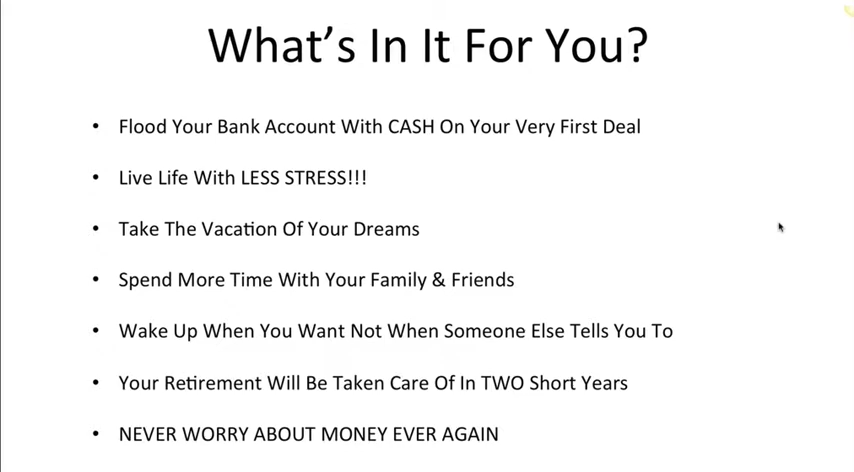 What's In It For You?
• Flood Your Bank Account With CASH On Your Very First Deal
• Live Life With LESS STRESS!!!
• Take The Vacation Of Your Dreams
• Spend More Time With Your Family & Friends
• Wake Up When You Want Not When Someone Else Tells You To
• Your Retirement Will Be Taken Care Of In TWO Short Years
• NEVER WORRY ABOUT MONEY EVER AGAIN